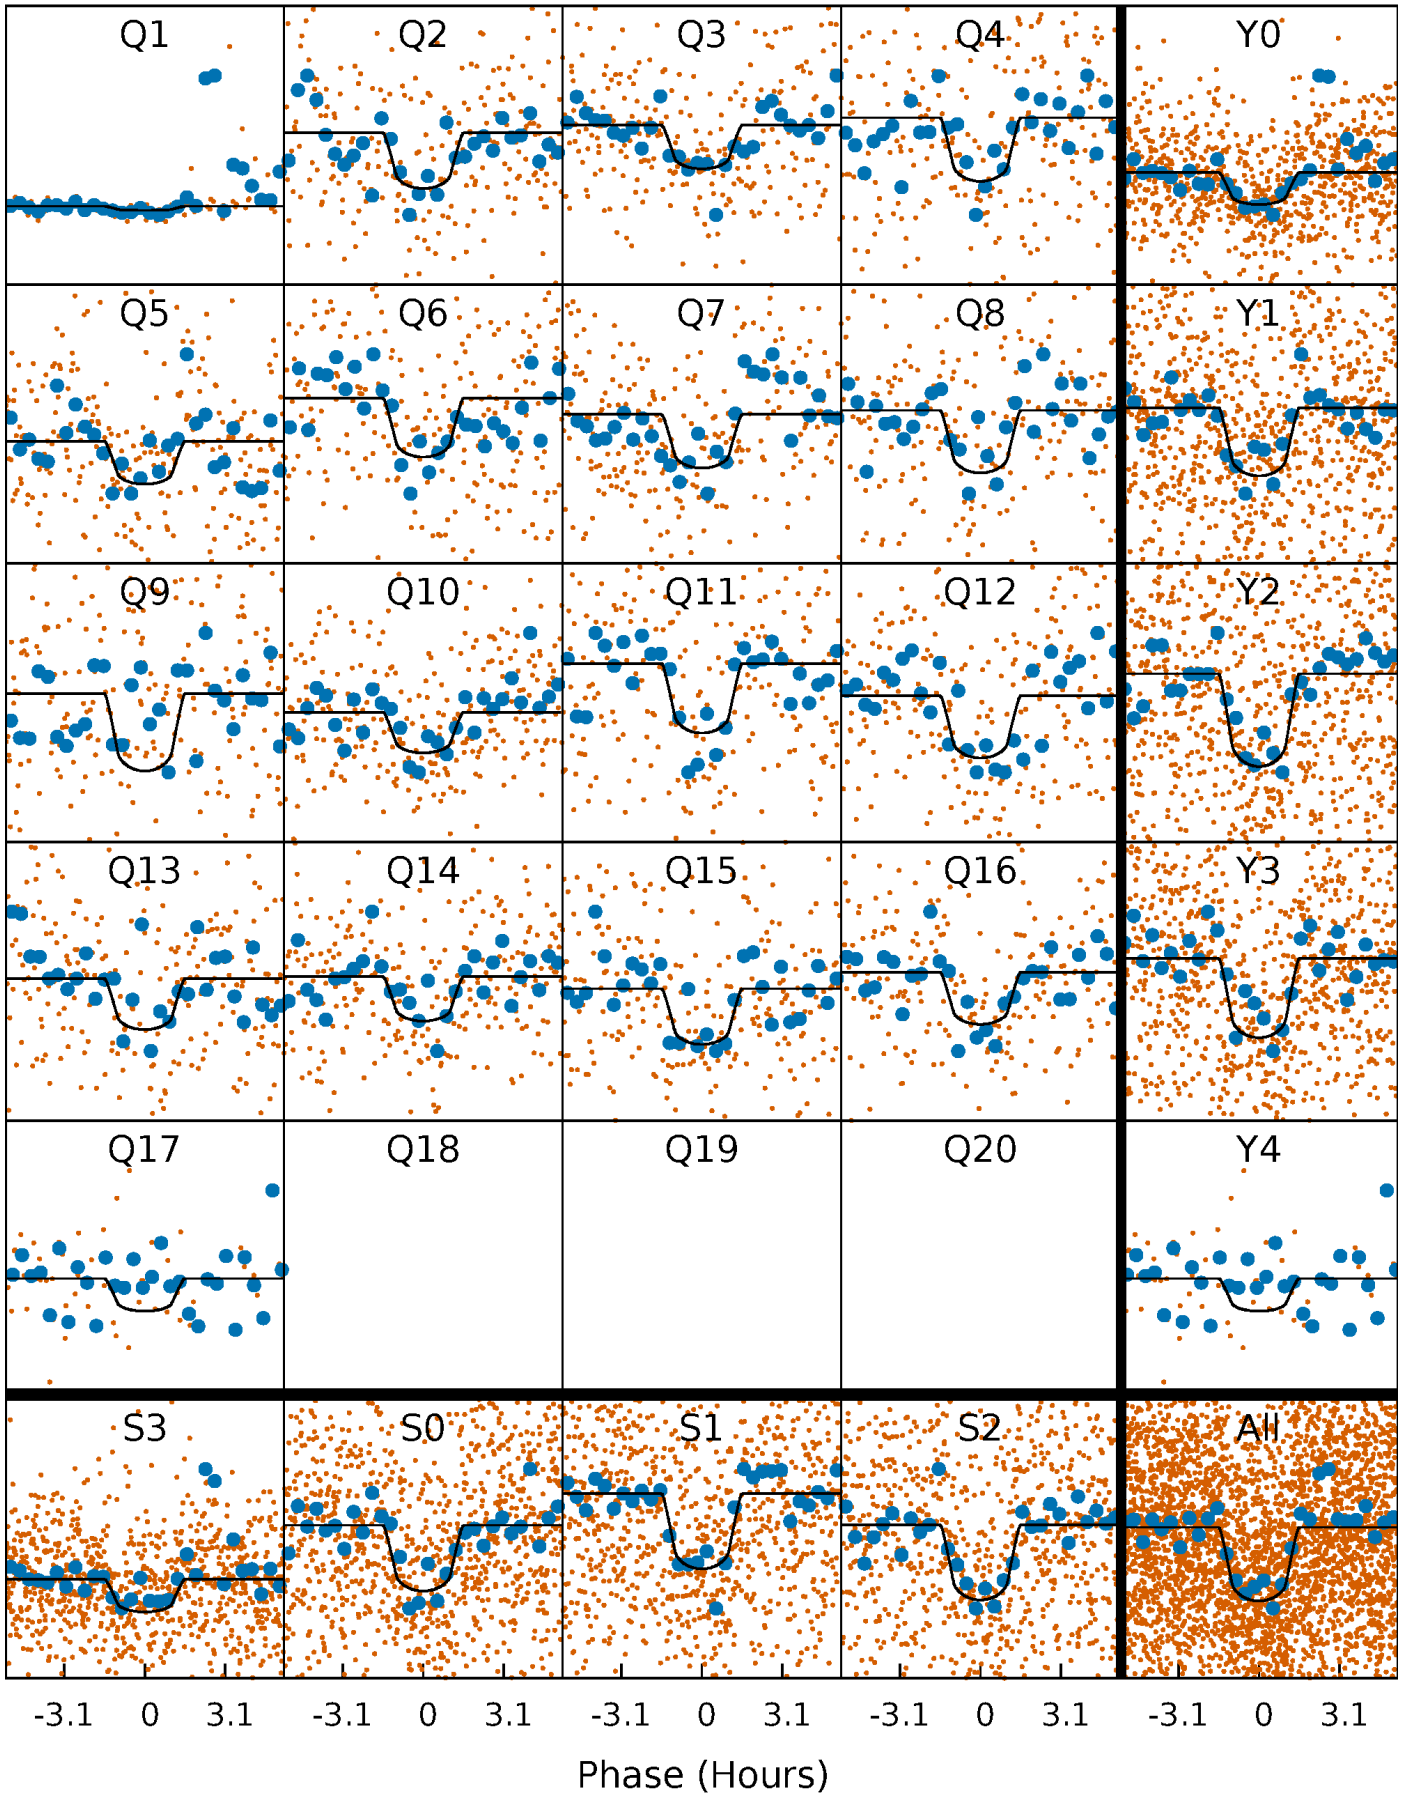 Q1 Q2 Q3 Q4 Y0
Q5 Q6 Q7 Q8 Y1
Q9 Q10 Q11 Q12 Y2
Q13 Q14 Q15 Q16 Y3
Q17 Q18 Q19 Q20 Y4
S3 S0 S1 S2 All
-3.1 0 3.1 -3.1 0 3.1 -3.1 0 3.1 -3.1 0 3.1 -3.1 0 3.1
Phase (Hours)